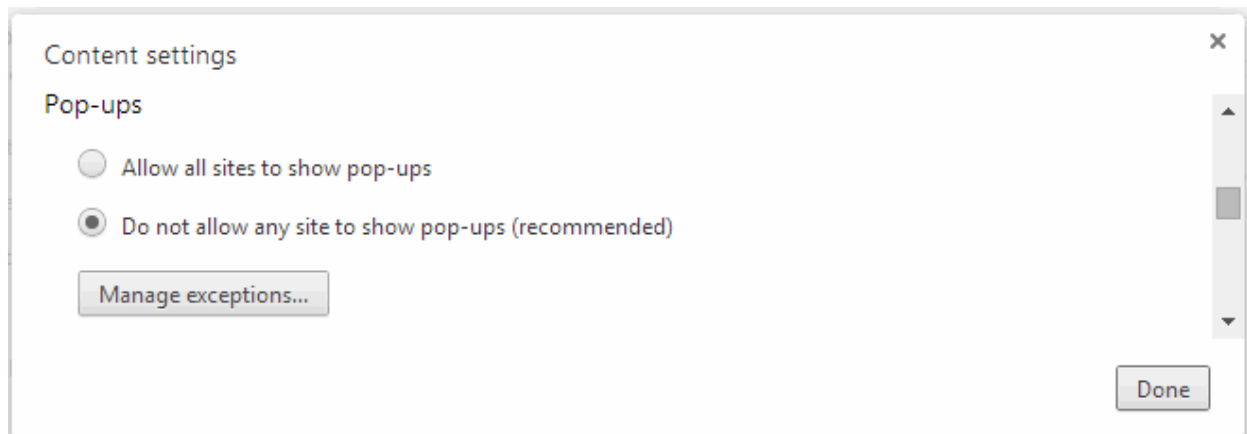 Content settings
Pop-ups
Allow all sites to show pop-ups
Do not allow any site to show pop-ups (recommended)
Manage exceptions...
Done